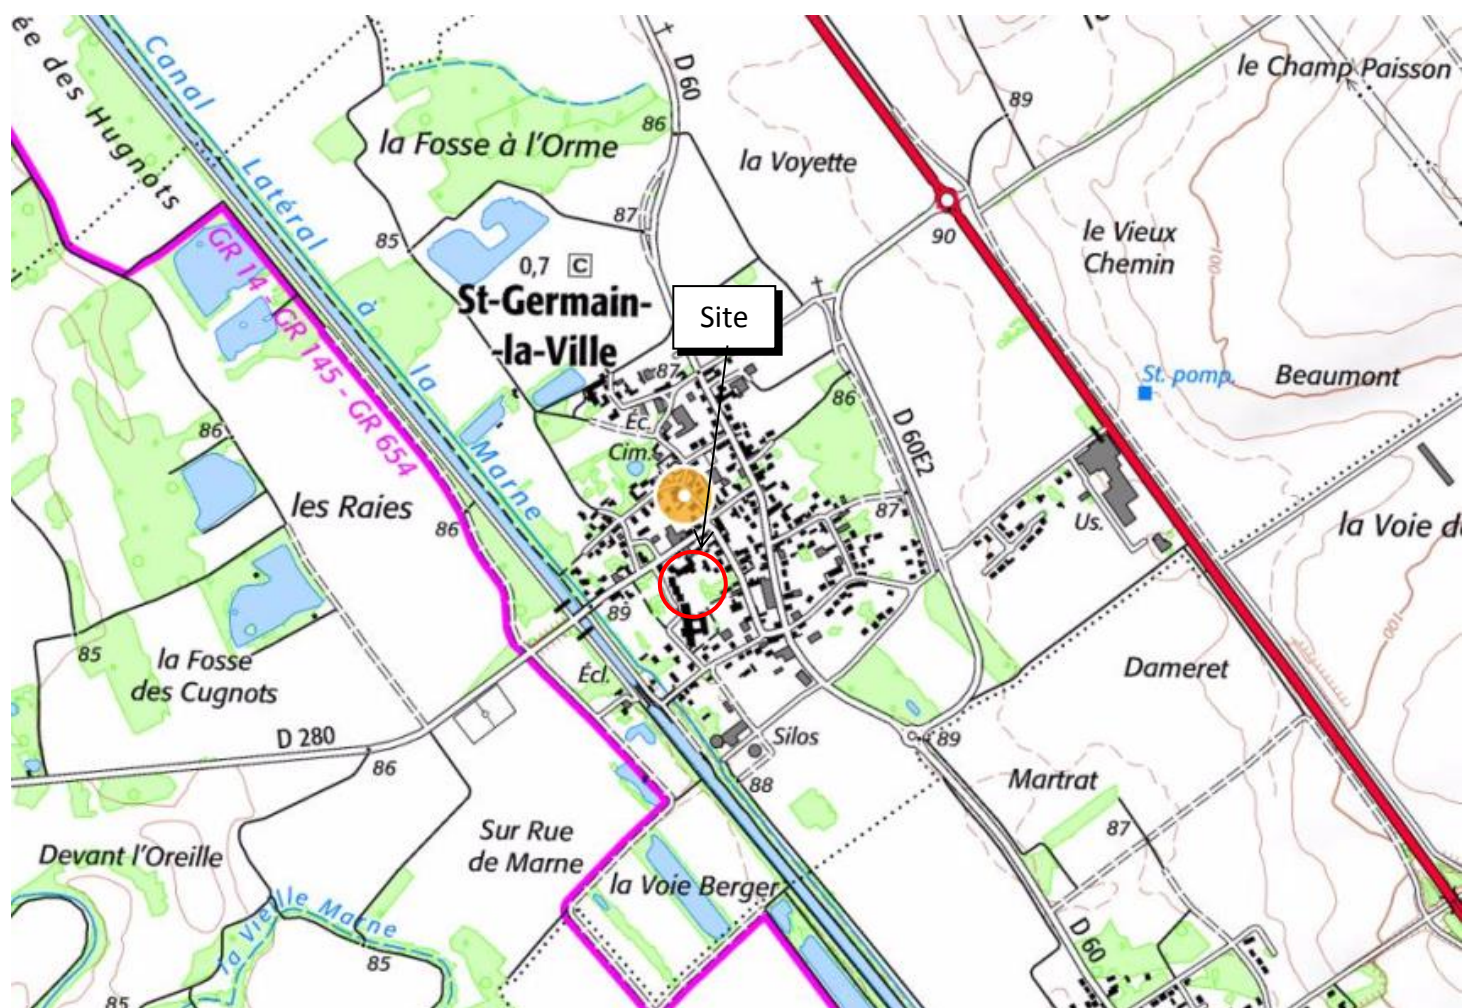 ée des Hugnots
Canal
Latéral
à
la
Marne
D 60
86
89
le Champ Paisson
la Fosse à l'Orme
la Voyette
87
85
90
le Vieux
Chemin
100
GR 14 - GR 145 - GR 654
0,7 C
St-Germain-
-la-Ville
Site
87
St. pomp.
Beaumont
86
Éc.
D 60E2
86
Cim.
les Raies
86
87
Us.
la Voie d
89
100
85
la Fosse
des Cugnots
Écl.
Dameret
D 280
86
Silos
89
88
Martrat
87
Sur Rue
de Marne
Devant l'Oreille
la Voie Berger
la Vieille Marne
85
D 60
85